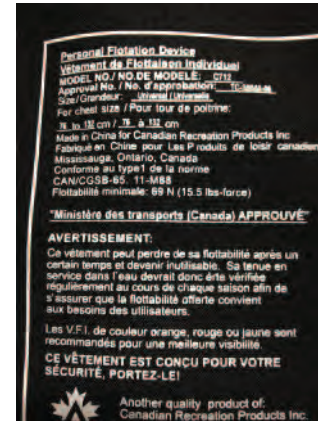 Personal Flotation Device
Vêtement de Flottaison Individuel
MODEL NO./ NO.DE MODELE: C712
Approval No. / No. d'approbation:
Size/Grandeur: Universal / Universelle
For chest size / Pour tour de poitrine:
76 to 132 cm / 76 à 132 cm
Made in China for Canadian Recreation Products Inc
Fabriqué en Chine pour Les Produits de loisir canadien
Mississauga, Ontario, Canada
Conforme au type1 de la norme
CAN/CGSB-65. 11-M88
Flottabilité minimale: 69 N (15.5 lbs-force)
"Ministère des transports (Canada) APPROUVÉ"
AVERTISSEMENT:
Ce vêtement peut perdre de sa flottabilité après un
certain temps et devenir inutilisable. Sa tenue en
service dans l'eau devrait donc être vérifiée
régulièrement au cours de chaque saison afin de
s'assurer que la flottabilité offerte convient
aux besoins des utilisateurs.
Les V.F.I. de couleur orange, rouge ou jaune sont
recommandés pour une meilleure visibilité.
CE VÊTEMENT EST CONÇU POUR VOTRE
SÉCURITÉ, PORTEZ-LE!
Another quality product of:
Canadian Recreation Products Inc.